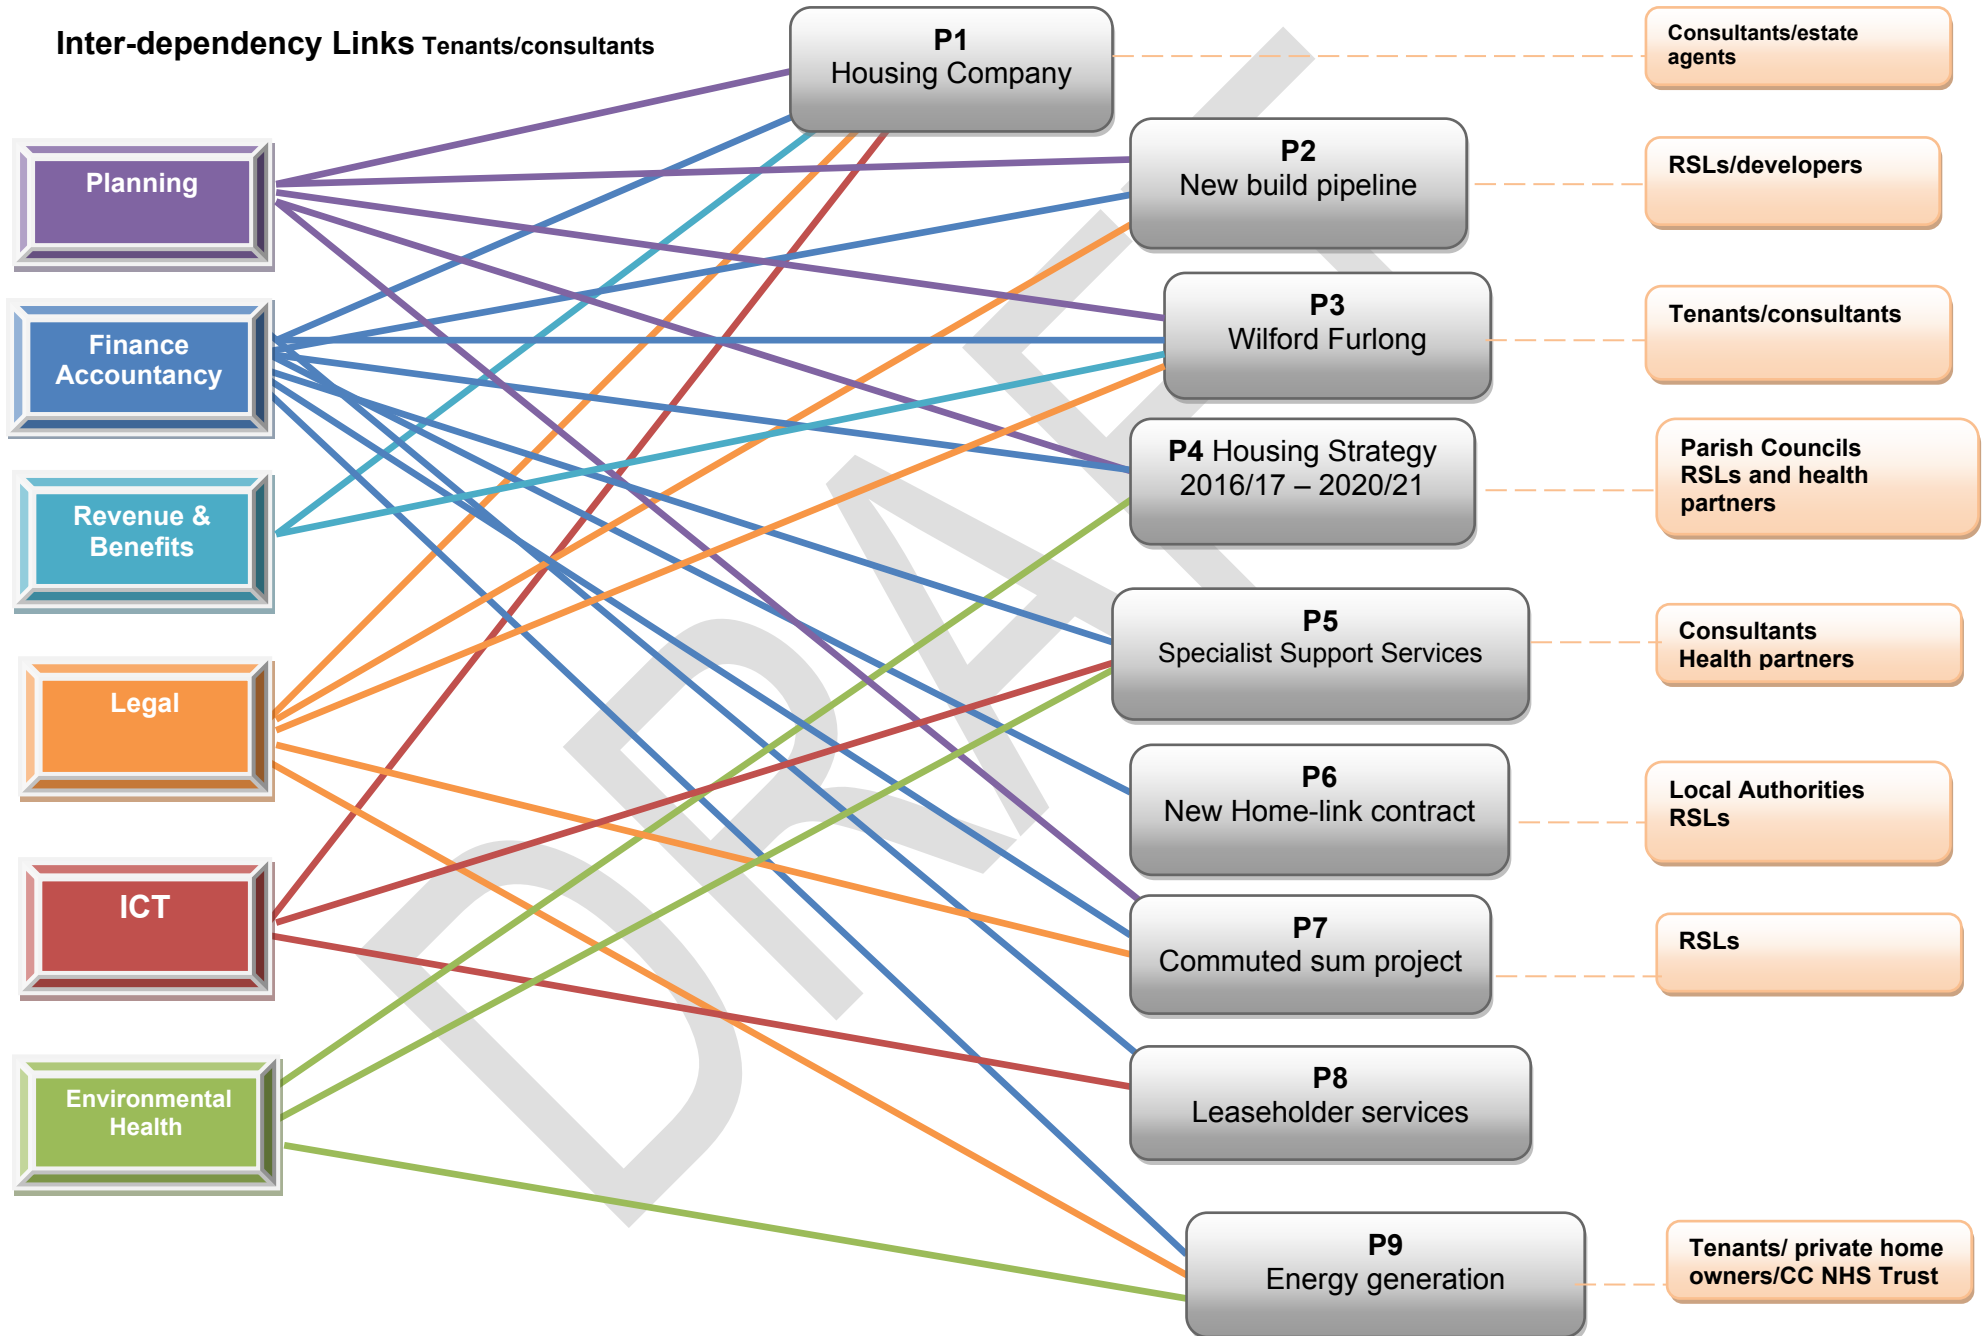 Inter-dependency Links Tenants/consultants
Planning
Finance
Accountancy
Revenue &
Benefits
Legal
ICT
Environmental
Health
P1
Housing Company
P2
New build pipeline
P3
Wilford Furlong
P4 Housing Strategy
2016/17 – 2020/21
P5
Specialist Support Services
P6
New Home-link contract
P7
Commuted sum project
P8
Leaseholder services
P9
Energy generation
Consultants/estate
agents
RSLs/developers
Tenants/consultants
Parish Councils
RSLs and health
partners
Consultants
Health partners
Local Authorities
RSLs
RSLs
Tenants/ private home
owners/CC NHS Trust
DRAFT